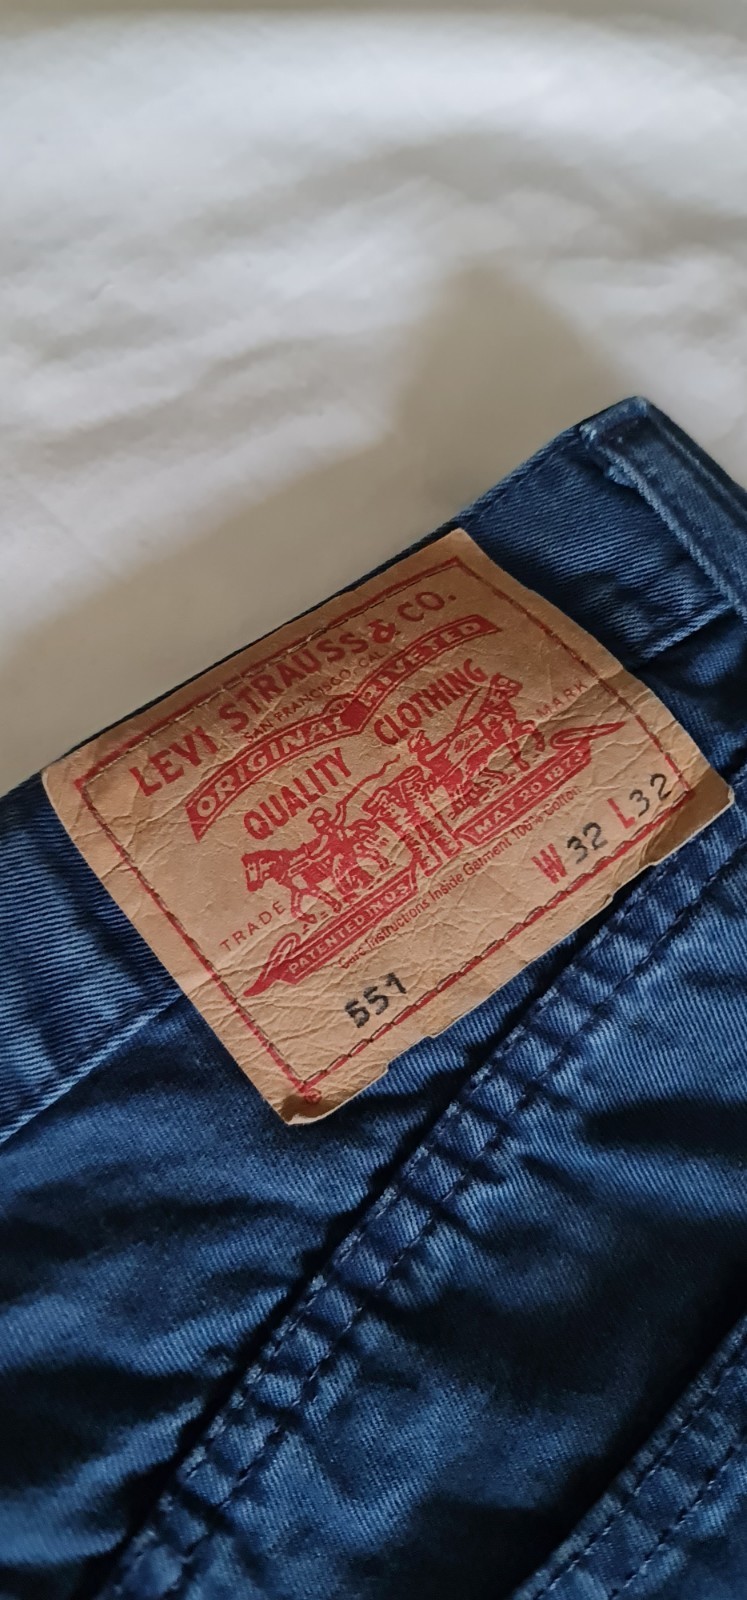 LEVI STRAUSS & CO.
SAN FRANCISCO, CAL.
ORIGINAL RIVETED
QUALITY CLOTHING
TRADE MARK
PATENTED IN U.S. MAY 20 1873
Care Instructions Inside Garment 100% Cotton
W 32 L 32
551
®